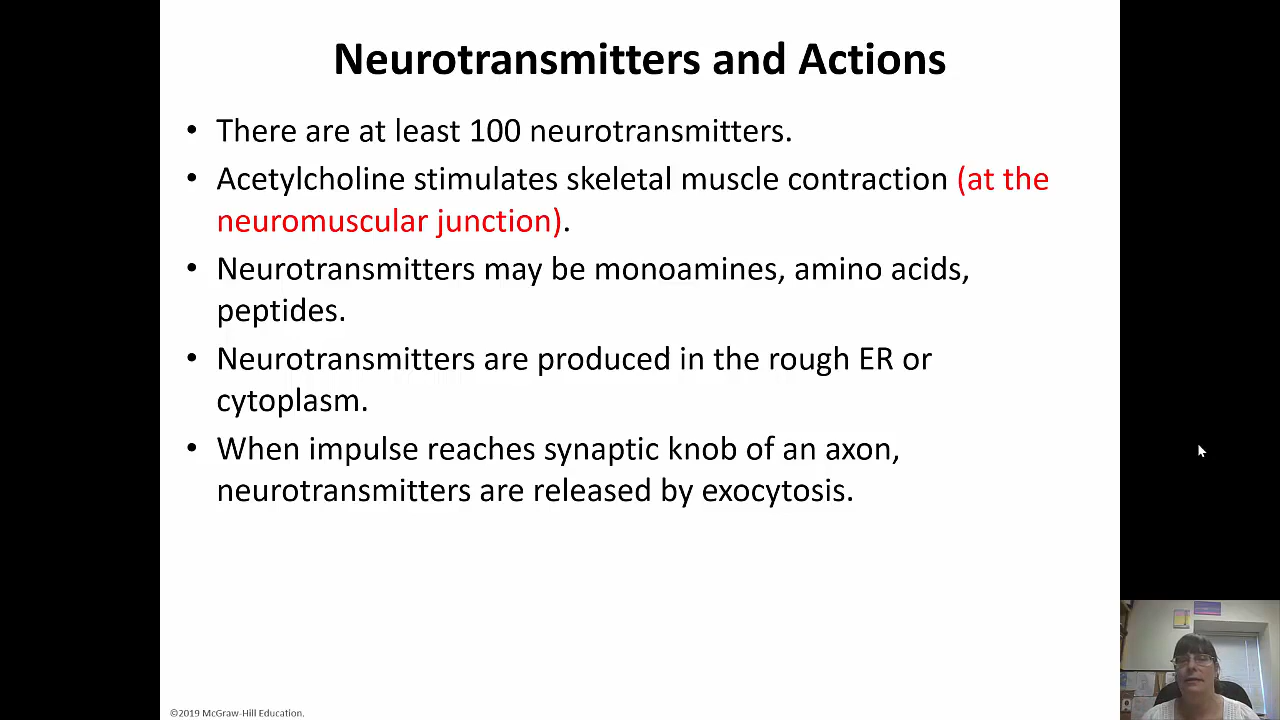 Neurotransmitters and Actions
• There are at least 100 neurotransmitters.
• Acetylcholine stimulates skeletal muscle contraction (at the
neuromuscular junction).
• Neurotransmitters may be monoamines, amino acids,
peptides.
• Neurotransmitters are produced in the rough ER or
cytoplasm.
• When impulse reaches synaptic knob of an axon,
neurotransmitters are released by exocytosis.
©2019 McGraw-Hill Education.